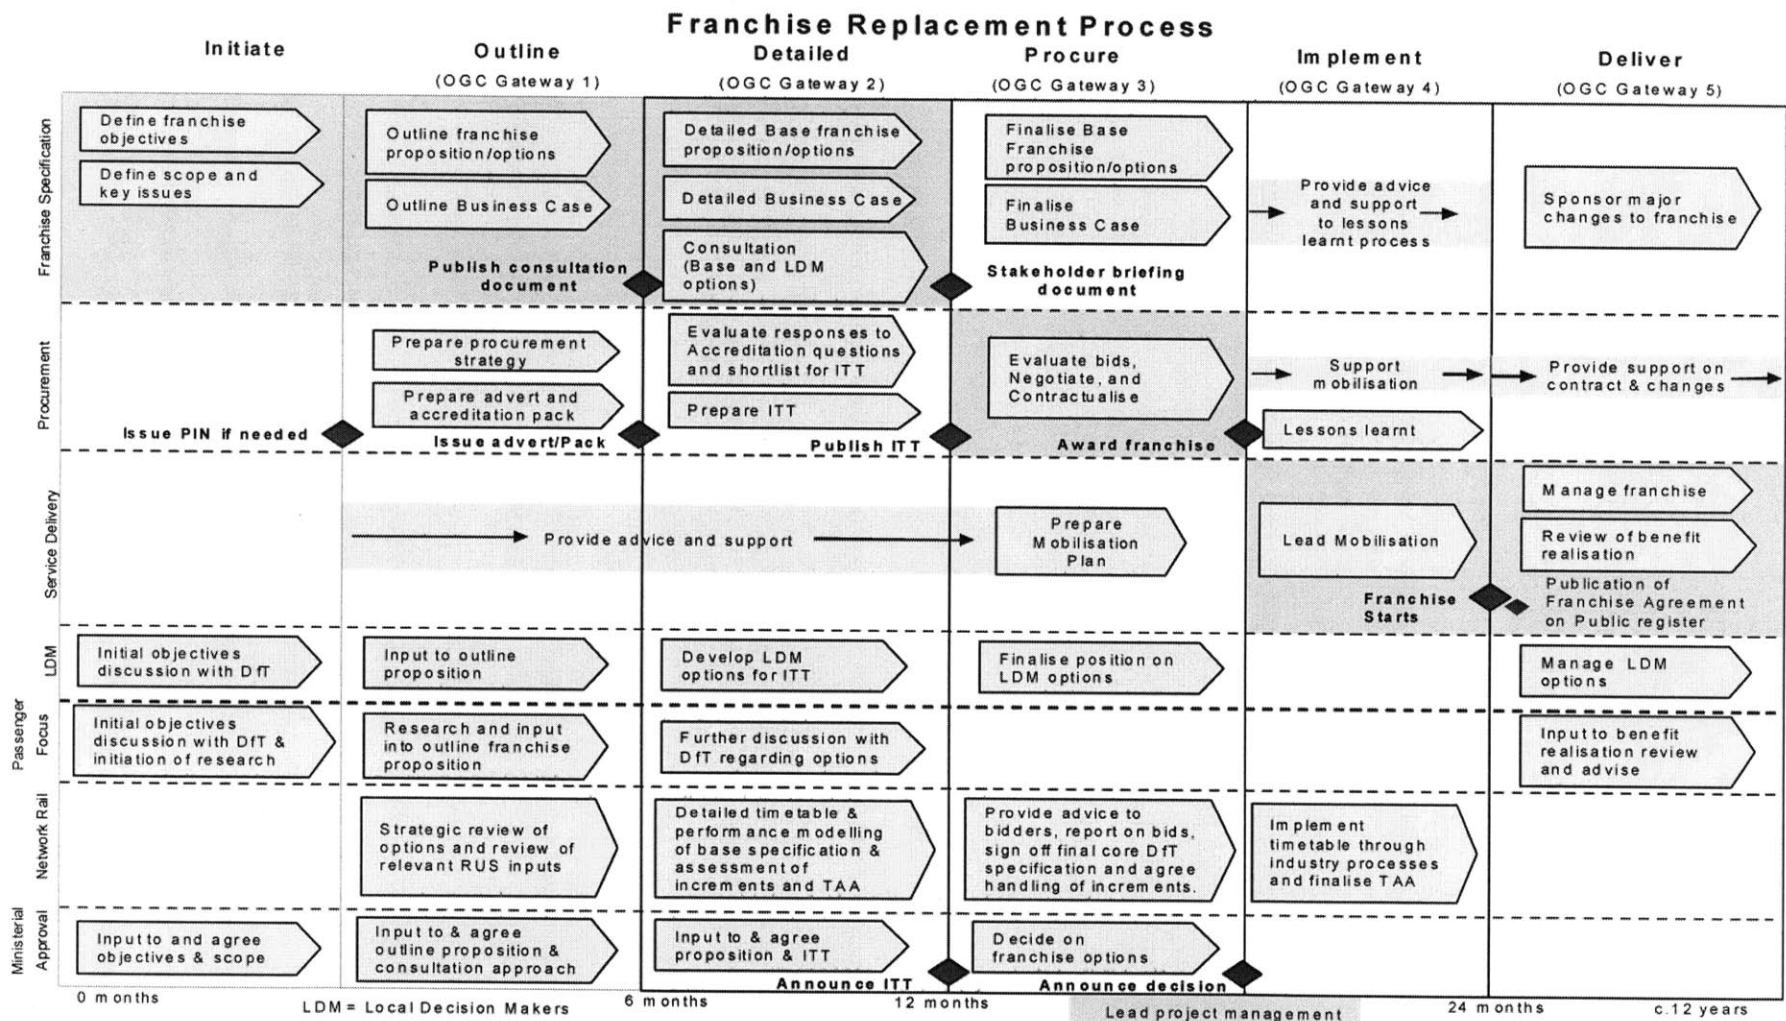 Franchise Replacement Process
Initiate
Outline
(OGC Gateway 1)
Detailed
(OGC Gateway 2)
Procure
(OGC Gateway 3)
Implement
(OGC Gateway 4)
Deliver
(OGC Gateway 5)
Franchise Specification
Define franchise
objectives
Define scope and
key issues
Outline franchise
proposition/options
Outline Business Case
Publish consultation
document
Detailed Base franchise
proposition/options
Detailed Business Case
Consultation
(Base and LDM
options)
Finalise Base
Franchise
proposition/options
Finalise
Business Case
Stakeholder briefing
document
Provide advice
and support
to lessons
learnt process
Sponsor major
changes to franchise
Procurement
Issue PIN if needed
Prepare procurement
strategy
Prepare advert and
accreditation pack
Issue advert/Pack
Evaluate responses to
Accreditation questions
and shortlist for ITT
Prepare ITT
Publish ITT
Evaluate bids,
Negotiate, and
Contractualise
Award franchise
Support
mobilisation
Lessons learnt
Provide support on
contract & changes
Service Delivery
Provide advice and support
Prepare
Mobilisation
Plan
Lead Mobilisation
Franchise
Starts
Manage franchise
Review of benefit
realisation
Publication of
Franchise Agreement
on Public register
LDM
Initial objectives
discussion with DfT
Input to outline
proposition
Develop LDM
options for ITT
Finalise position on
LDM options
Manage LDM
options
Passenger
Focus
Initial objectives
discussion with DfT &
initiation of research
Research and input
into outline franchise
proposition
Further discussion with
DfT regarding options
Input to benefit
realisation review
and advise
Network Rail
Strategic review of
options and review of
relevant RUS inputs
Detailed timetable &
performance modelling
of base specification &
assessment of
increments and TAA
Provide advice to
bidders, report on bids,
sign off final core DfT
specification and agree
handling of increments.
Implement
timetable through
industry processes
and finalise TAA
Ministerial
Approval
Input to and agree
objectives & scope
Input to & agree
outline proposition &
consultation approach
Input to & agree
proposition & ITT
Announce ITT
Decide on
franchise options
Announce decision
0 months
LDM = Local Decision Makers
6 months
12 months
Lead project management
24 months
c.12 years